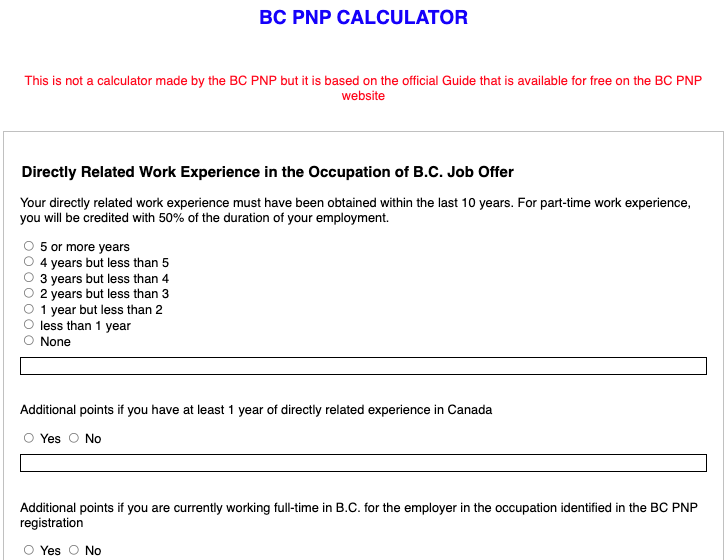 BC PNP CALCULATOR
This is not a calculator made by the BC PNP but it is based on the official Guide that is available for free on the BC PNP
website
Directly Related Work Experience in the Occupation of B.C. Job Offer
Your directly related work experience must have been obtained within the last 10 years. For part-time work experience,
you will be credited with 50% of the duration of your employment.
5 or more years
4 years but less than 5
3 years but less than 4
2 years but less than 3
1 year but less than 2
less than 1 year
None
Additional points if you have at least 1 year of directly related experience in Canada
Yes No
Additional points if you are currently working full-time in B.C. for the employer in the occupation identified in the BC PNP
registration
Yes No